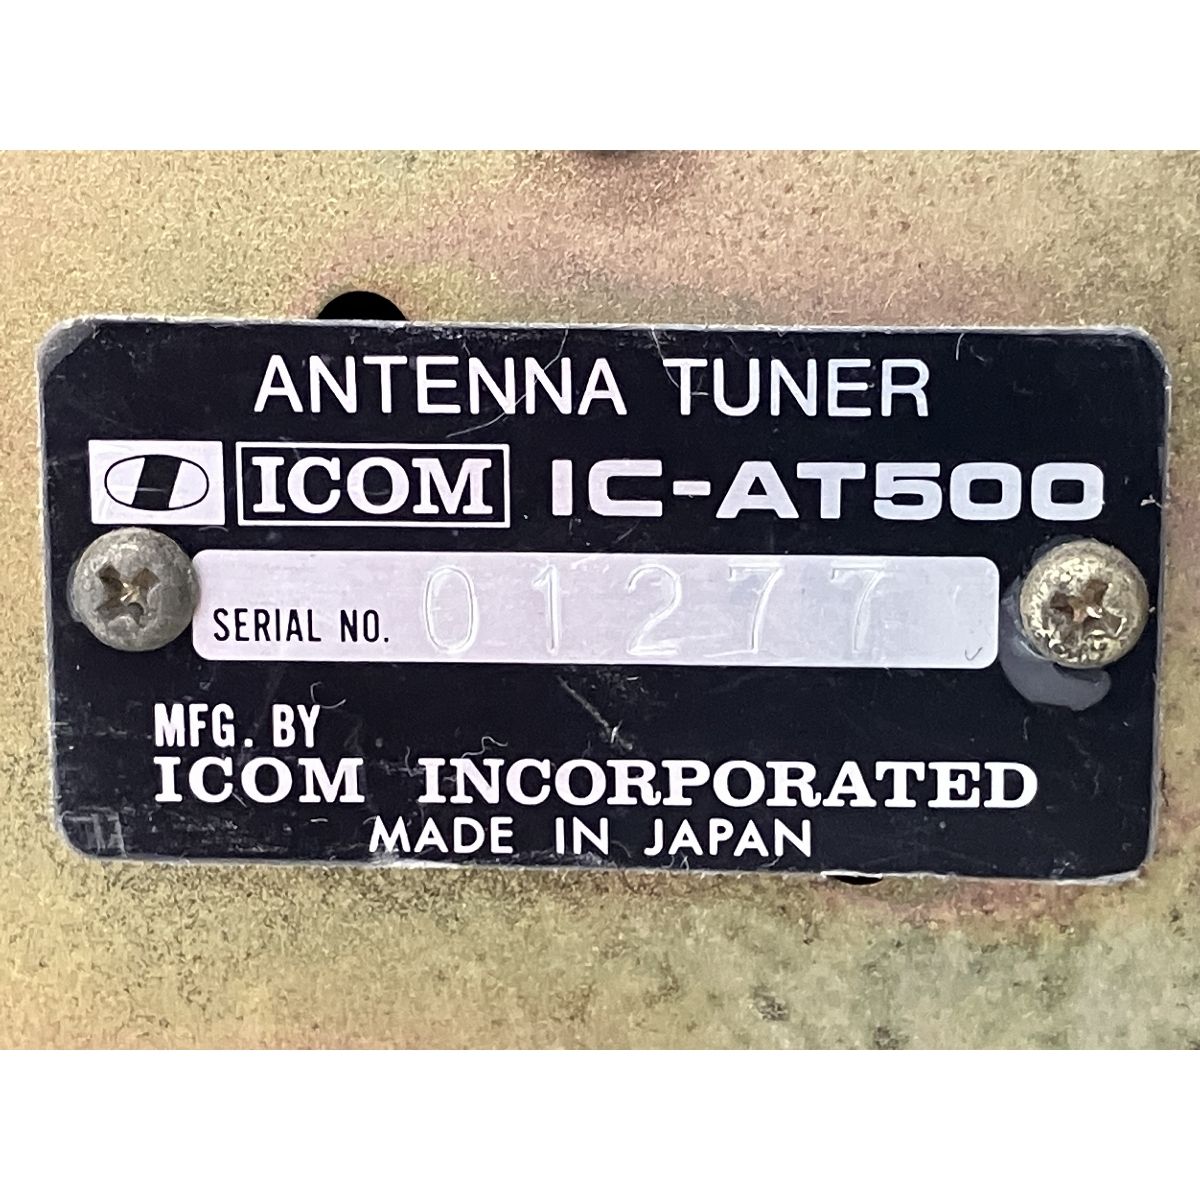 ANTENNA TUNER
ICOM IC-AT500
SERIAL NO. 01277
MFG. BY
ICOM INCORPORATED
MADE IN JAPAN